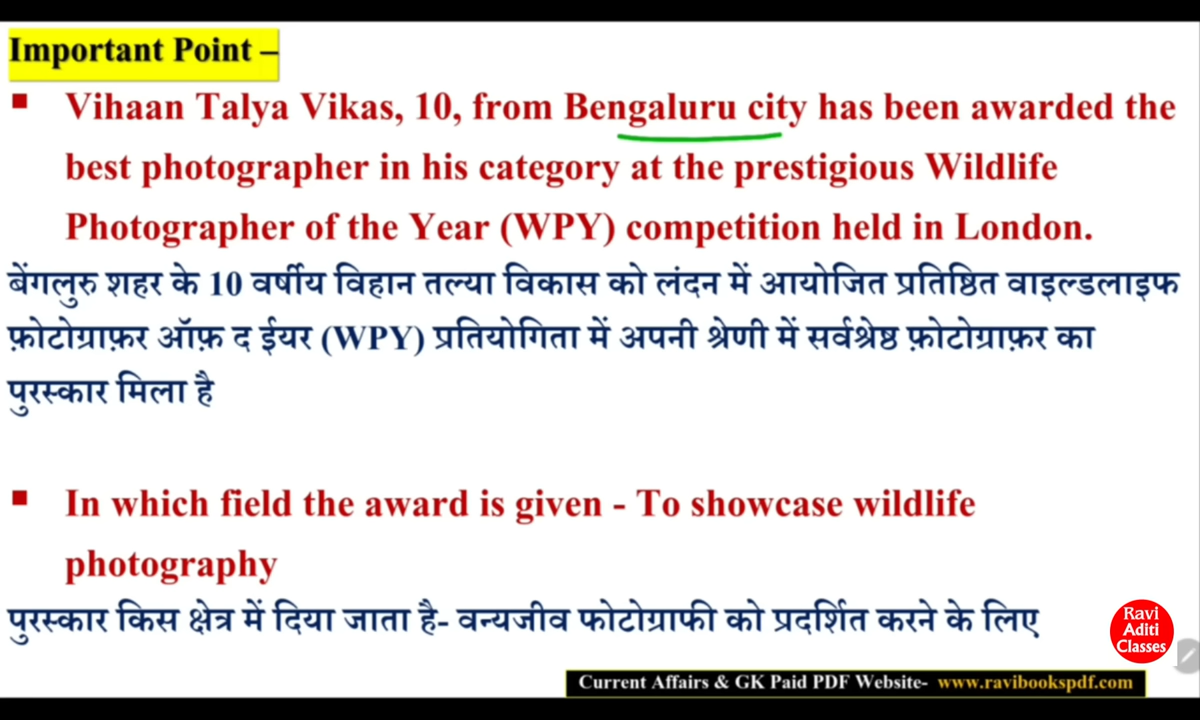 Important Point –
▪ Vihaan Talya Vikas, 10, from Bengaluru city has been awarded the
best photographer in his category at the prestigious Wildlife
Photographer of the Year (WPY) competition held in London.
बेंगलुरु शहर के 10 वर्षीय विहान तल्या विकास को लंदन में आयोजित प्रतिष्ठित वाइल्डलाइफ
फ़ोटोग्राफ़र ऑफ़ द ईयर (WPY) प्रतियोगिता में अपनी श्रेणी में सर्वश्रेष्ठ फ़ोटोग्राफ़र का
पुरस्कार मिला है
▪ In which field the award is given - To showcase wildlife
photography
पुरस्कार किस क्षेत्र में दिया जाता है- वन्यजीव फोटोग्राफी को प्रदर्शित करने के लिए
Ravi
Aditi
Classes
Current Affairs & GK Paid PDF Website- www.ravibookspdf.com